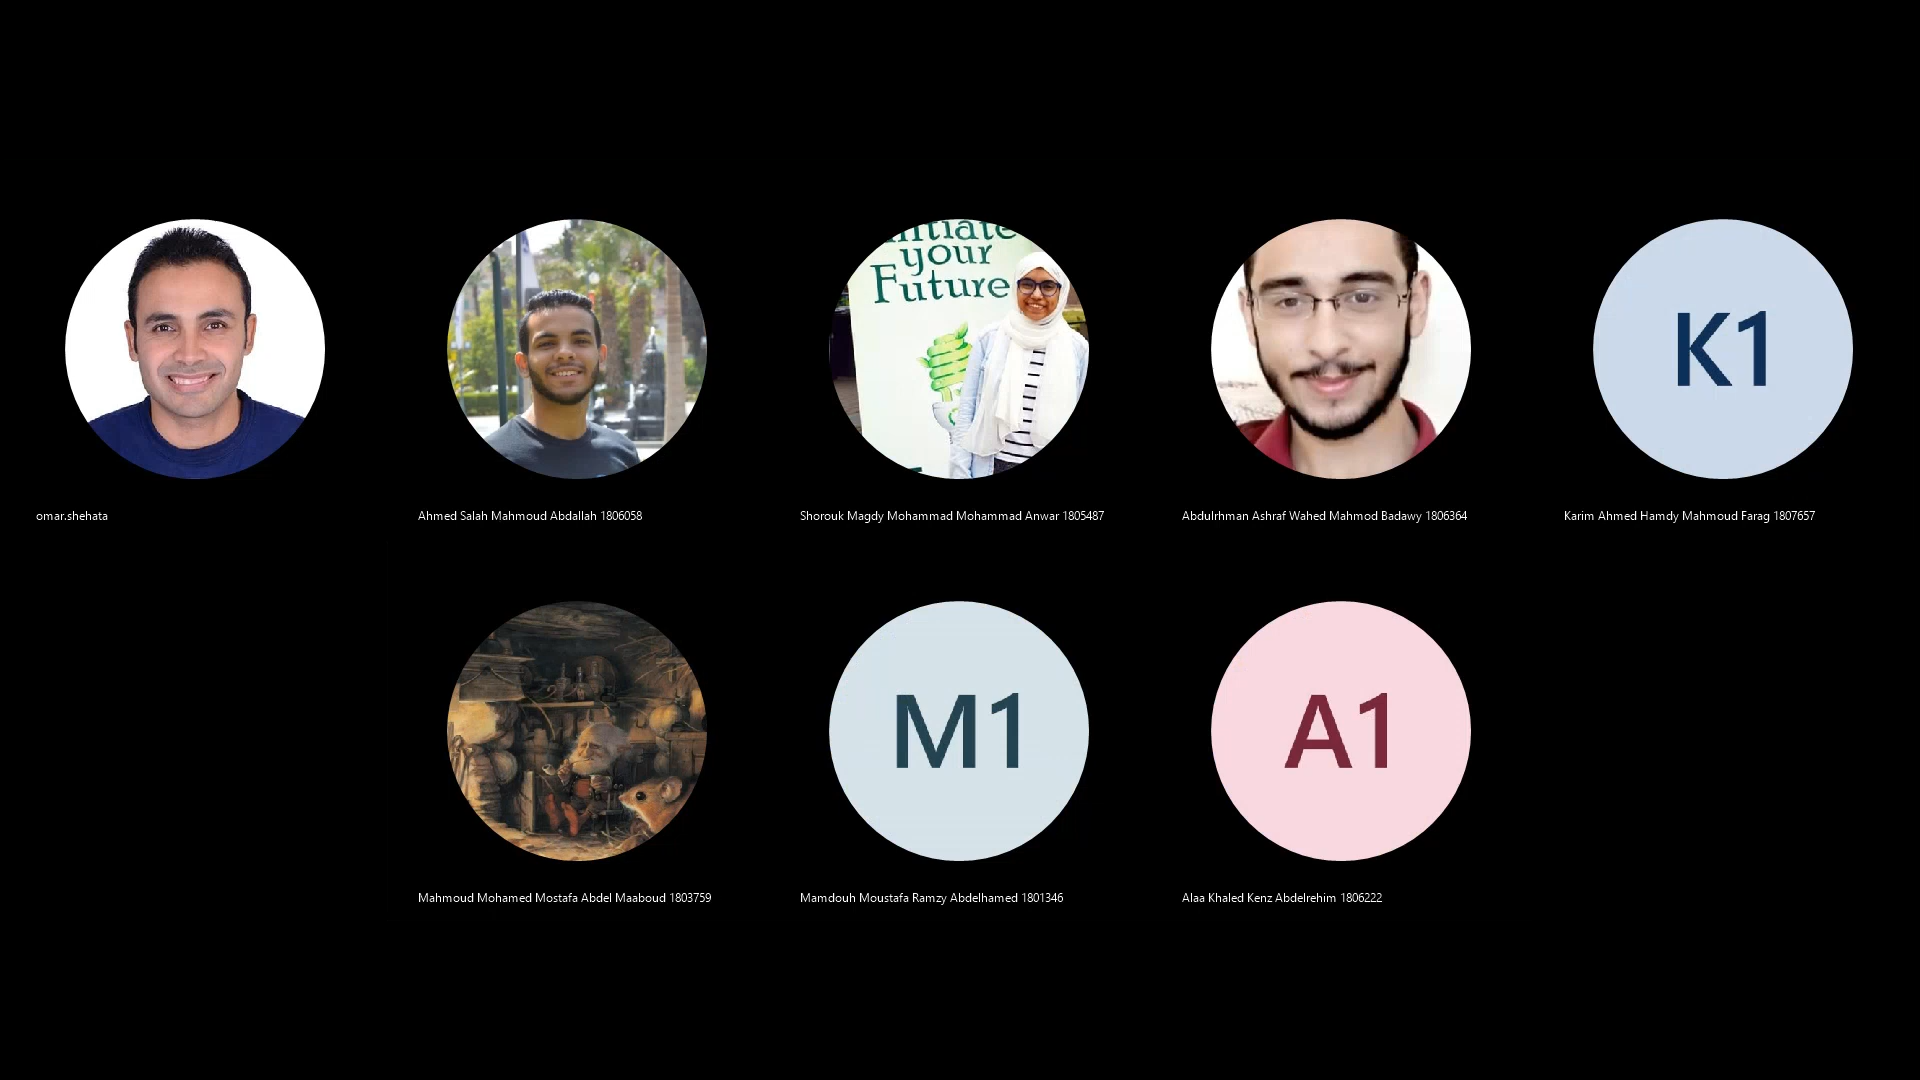 Initiate
your
Future
K1
omar.shehata
Ahmed Salah Mahmoud Abdallah 1806058
Shorouk Magdy Mohammad Mohammad Anwar 1805487
Abdulrhman Ashraf Wahed Mahmod Badawy 1806364
Karim Ahmed Hamdy Mahmoud Farag 1807657
M1
A1
Mahmoud Mohamed Mostafa Abdel Maaboud 1803759
Mamdouh Moustafa Ramzy Abdelhamed 1801346
Alaa Khaled Kenz Abdelrehim 1806222